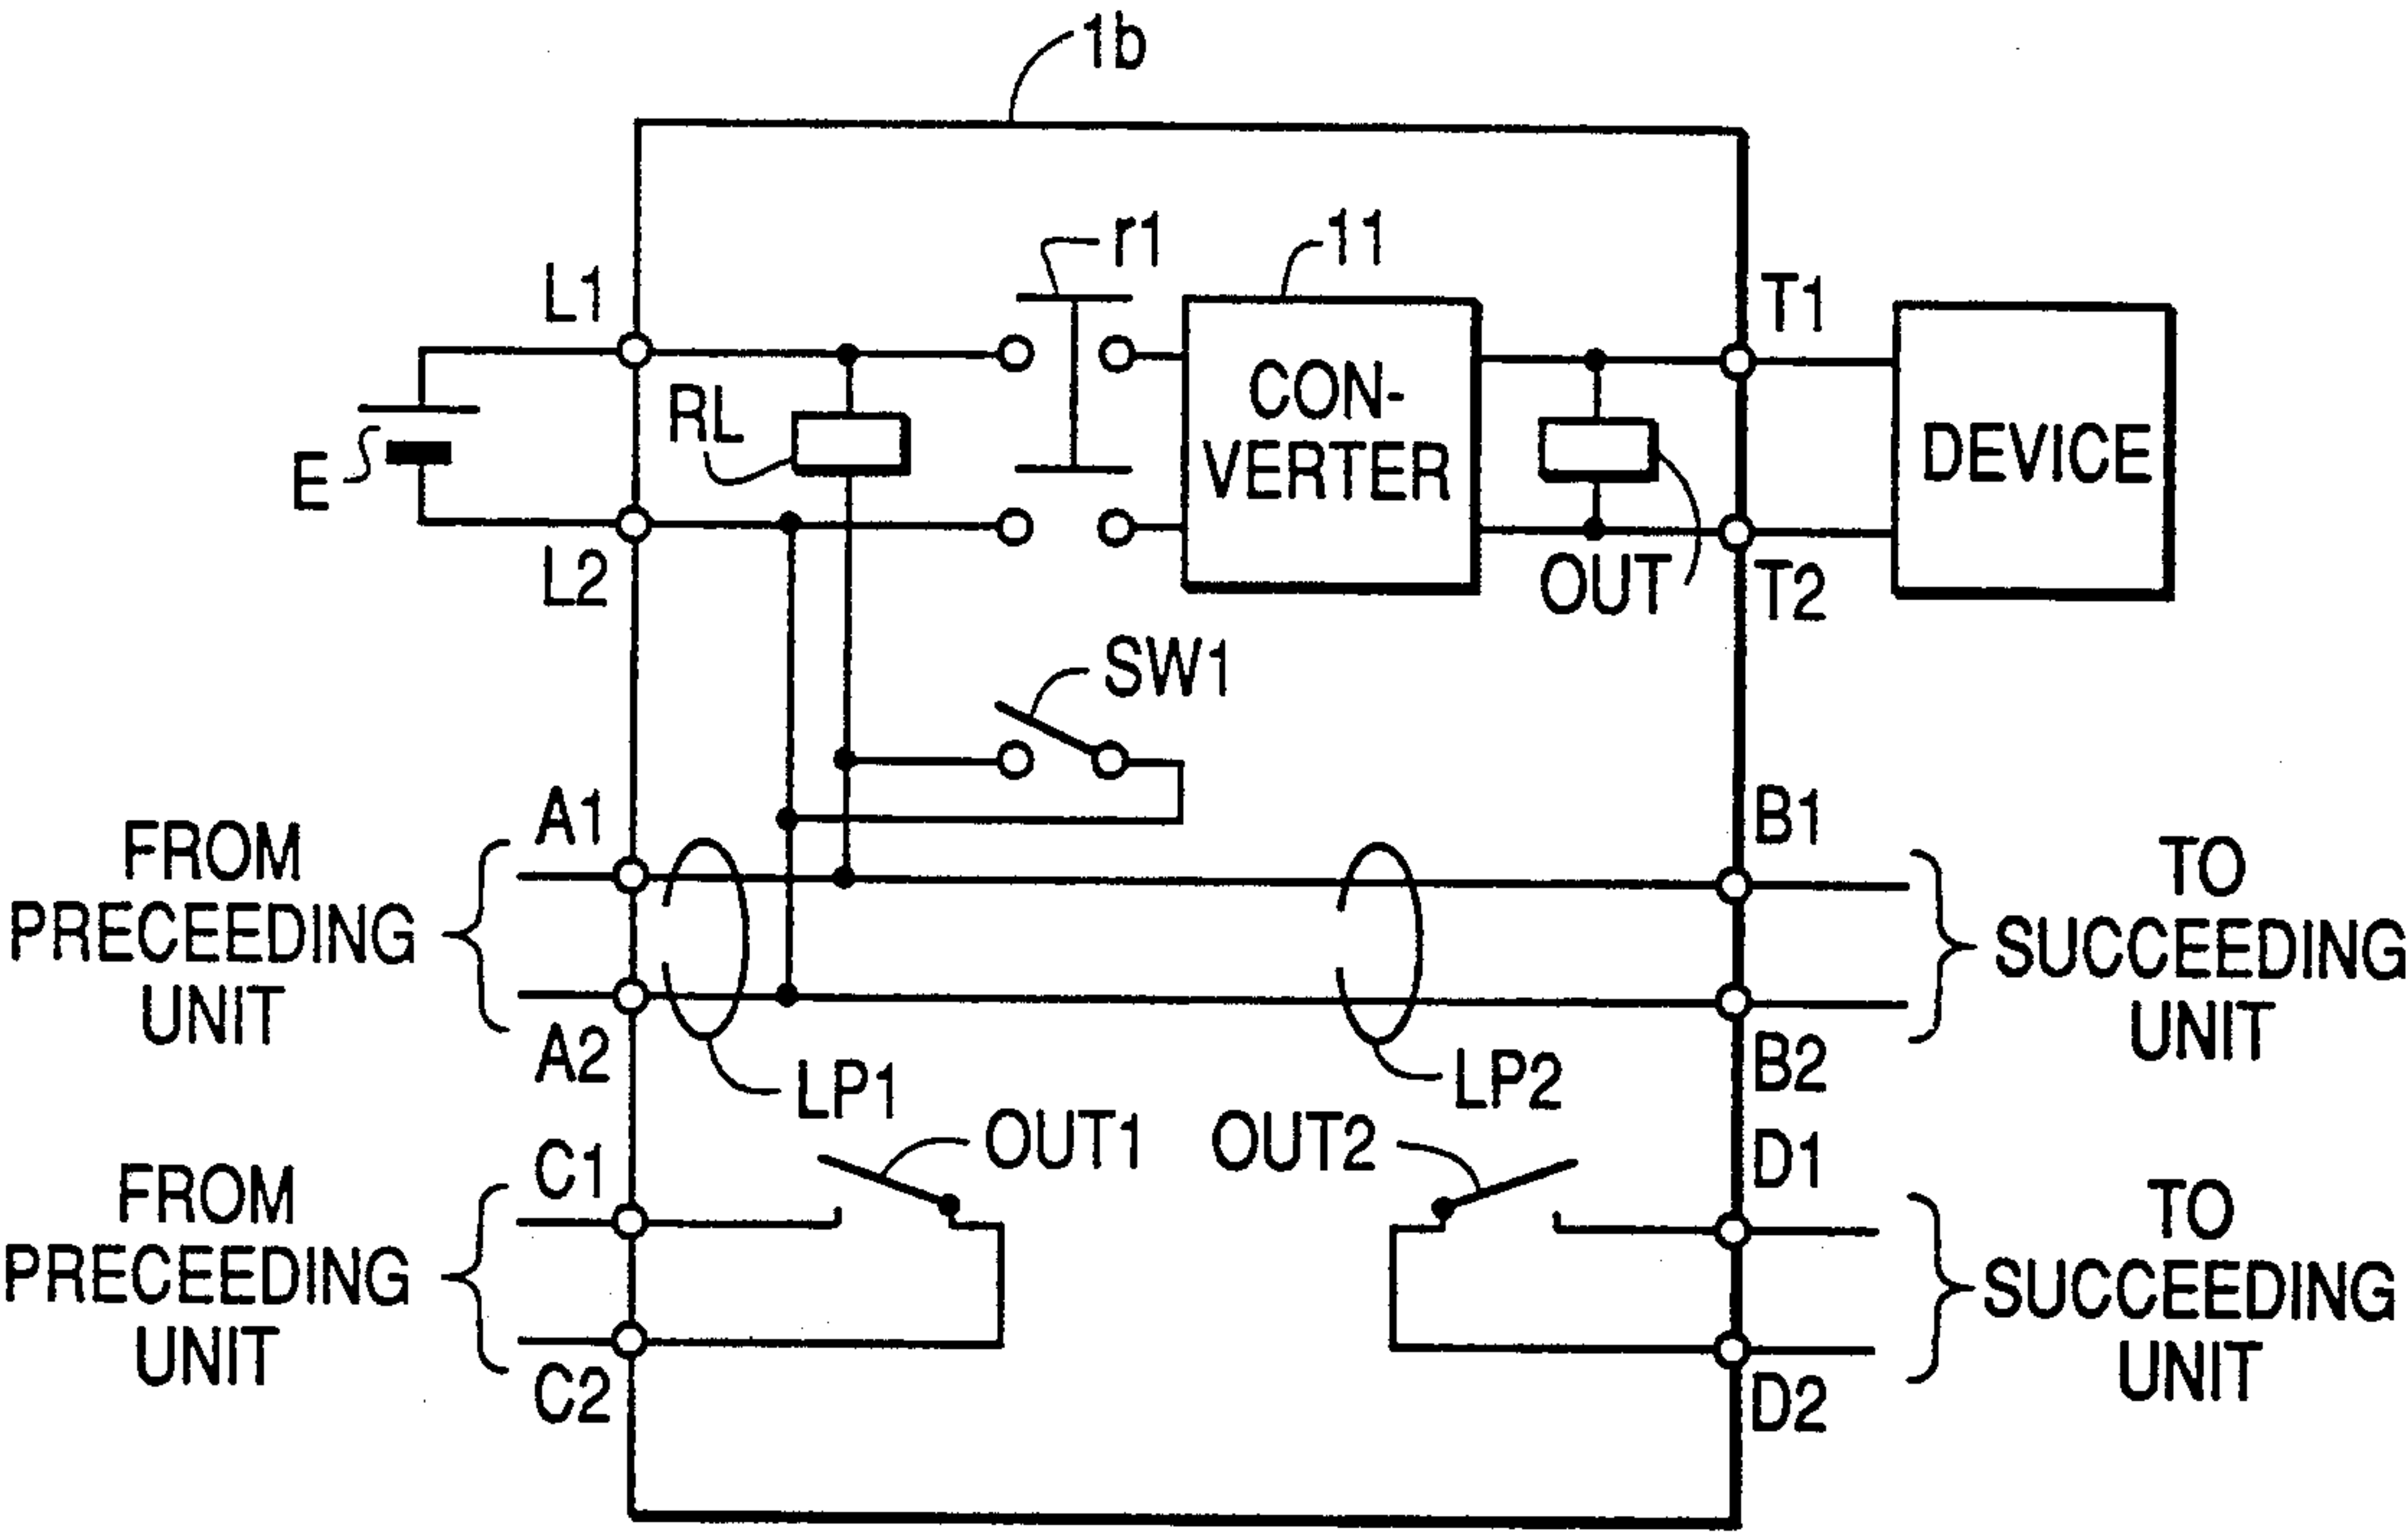 1b
r1
11
L1
T1
RL
CON-
VERTER
DEVICE
E
L2
OUT
T2
SW1
A1
B1
FROM
PRECEEDING
UNIT
TO
SUCCEEDING
UNIT
A2
B2
LP1
LP2
OUT1
OUT2
C1
D1
FROM
PRECEEDING
UNIT
TO
SUCCEEDING
UNIT
C2
D2